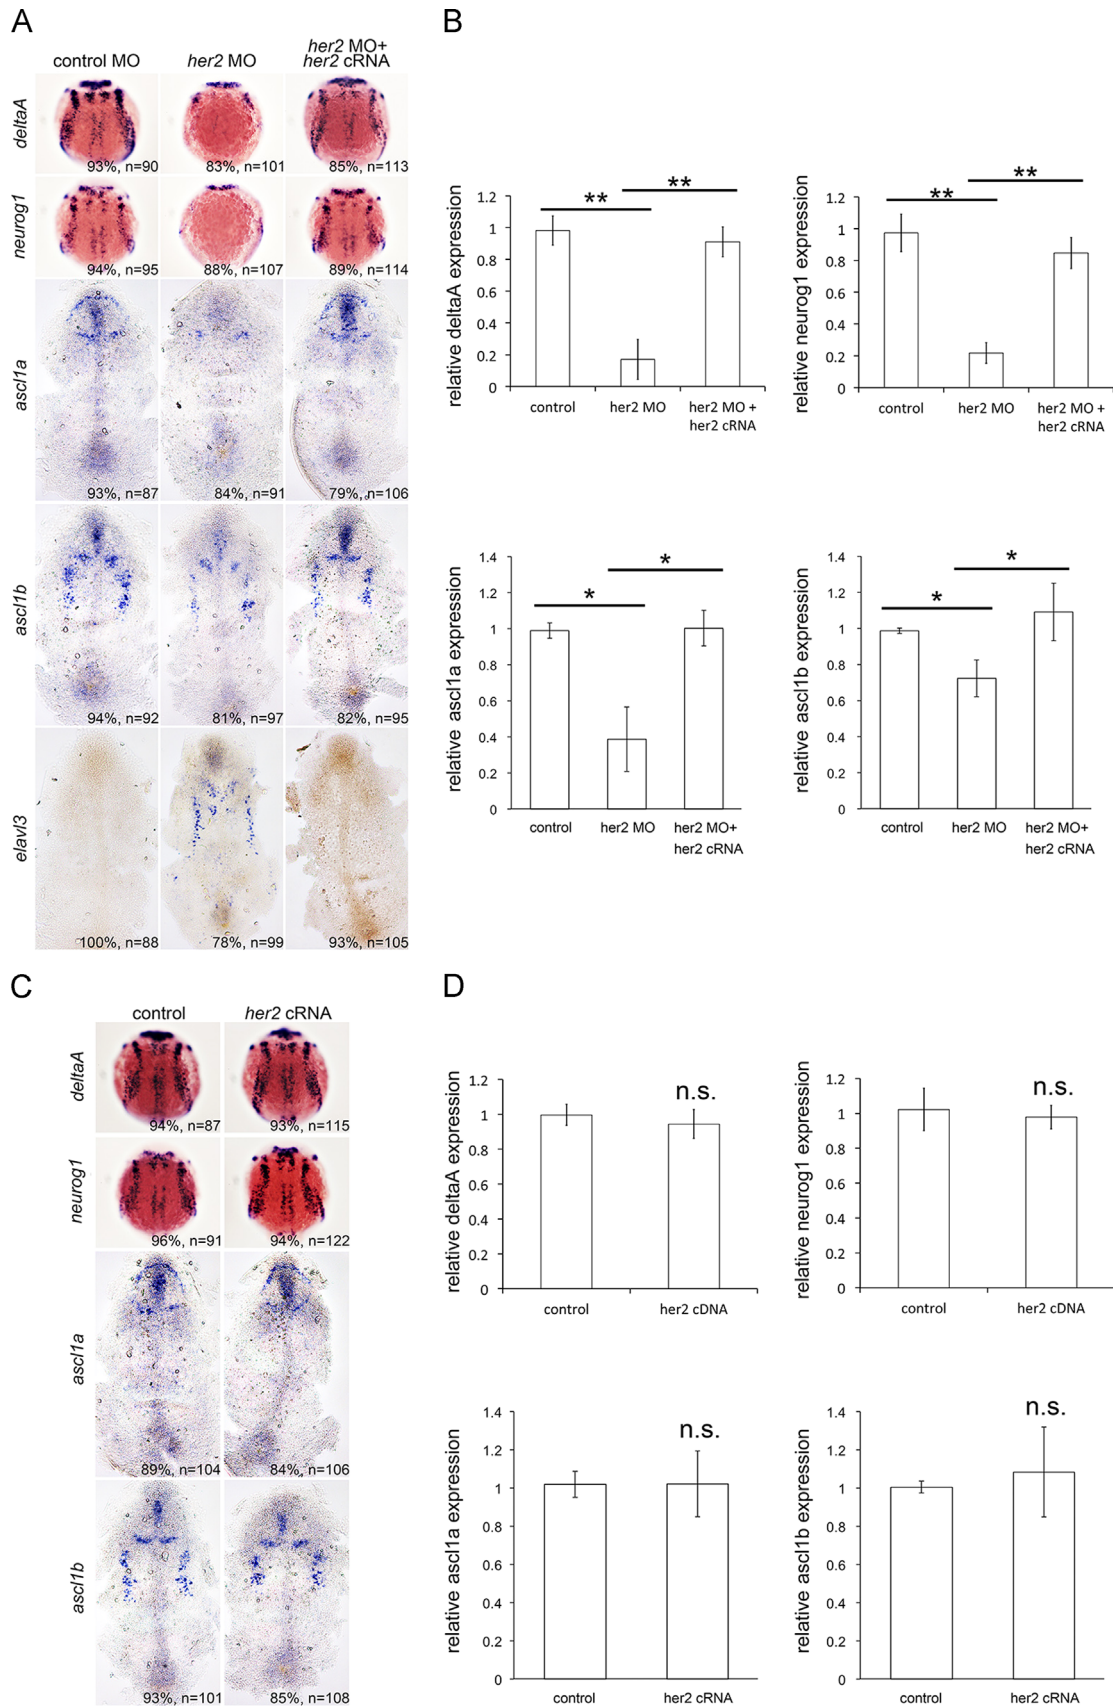 A
control MO
her2 MO
her2 MO+
her2 cRNA
deltaA
93%, n=90
83%, n=101
85%, n=113
neurog1
94%, n=95
88%, n=107
89%, n=114
ascl1a
93%, n=87
84%, n=91
79%, n=106
ascl1b
94%, n=92
81%, n=97
82%, n=95
elavl3
100%, n=88
78%, n=99
93%, n=105
B
relative deltaA expression
1.2
1
0.8
0.6
0.4
0.2
0
**
**
control
her2 MO
her2 MO +
her2 cRNA
relative neurog1 expression
1.2
1
0.8
0.6
0.4
0.2
0
**
**
control
her2 MO
her2 MO +
her2 cRNA
relative ascl1a expression
1.4
1.2
1
0.8
0.6
0.4
0.2
0
*
*
control
her2 MO
her2 MO+
her2 cRNA
relative ascl1b expression
1.4
1.2
1
0.8
0.6
0.4
0.2
0
*
*
control
her2 MO
her2 MO+
her2 cRNA
C
control
her2 cRNA
deltaA
94%, n=87
93%, n=115
neurog1
96%, n=91
94%, n=122
ascl1a
89%, n=104
84%, n=106
ascl1b
93%, n=101
85%, n=108
D
relative deltaA expression
1.2
1
0.8
0.6
0.4
0.2
0
n.s.
control
her2 cDNA
relative neurog1 expression
1.2
1
0.8
0.6
0.4
0.2
0
n.s.
control
her2 cDNA
relative ascl1a expression
1.4
1.2
1
0.8
0.6
0.4
0.2
0
n.s.
control
her2 cRNA
relative ascl1b expression
1.4
1.2
1
0.8
0.6
0.4
0.2
0
n.s.
control
her2 cRNA